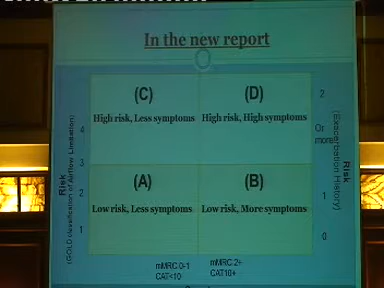 In the new report
(C)
(D)
High risk, Less symptoms
High risk, High symptoms
(A)
(B)
Low risk, Less symptoms
Low risk, More symptoms
Risk
(GOLD classification of Airflow Limitation)
4
3
2
1
2
Or
more
1
0
Risk
(Exacerbation History)
mMRC 0-1
CAT<10
mMRC 2+
CAT10+